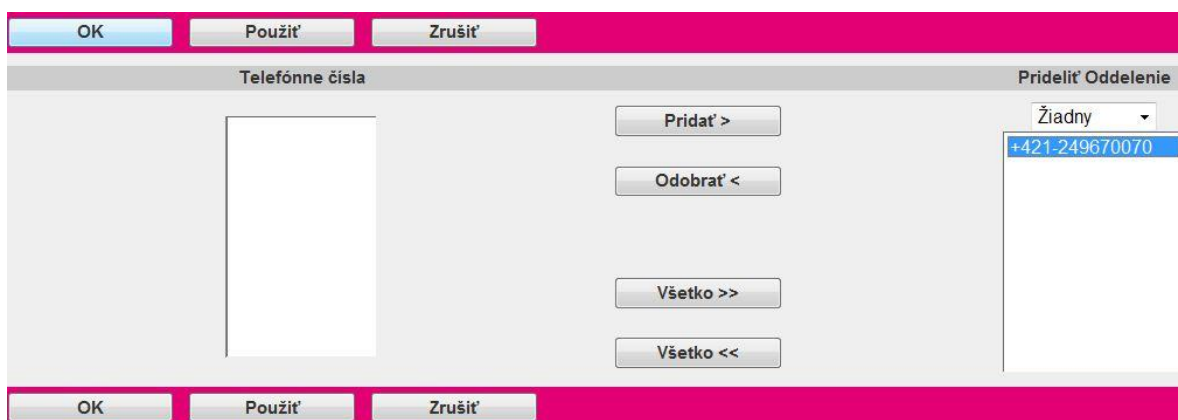 OK Použiť Zrušiť
Telefónne čísla Prideliť Oddelenie
Pridať > Žiadny
+421-249670070
Odobrať <
Všetko >>
Všetko <<
OK Použiť Zrušiť